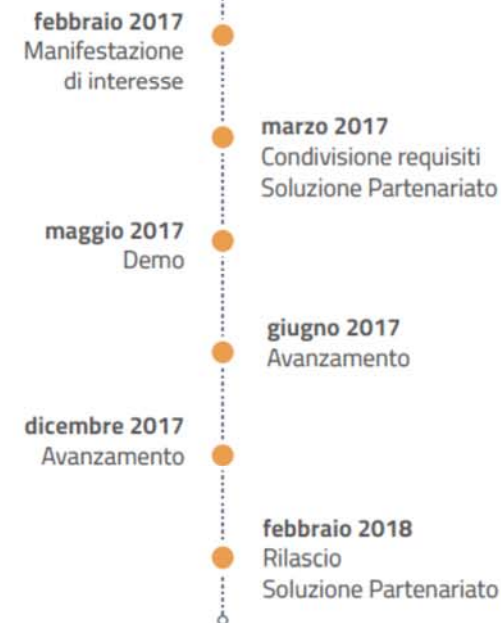 febbraio 2017
Manifestazione
di interesse
marzo 2017
Condivisione requisiti
Soluzione Partenariato
maggio 2017
Demo
giugno 2017
Avanzamento
dicembre 2017
Avanzamento
febbraio 2018
Rilascio
Soluzione Partenariato